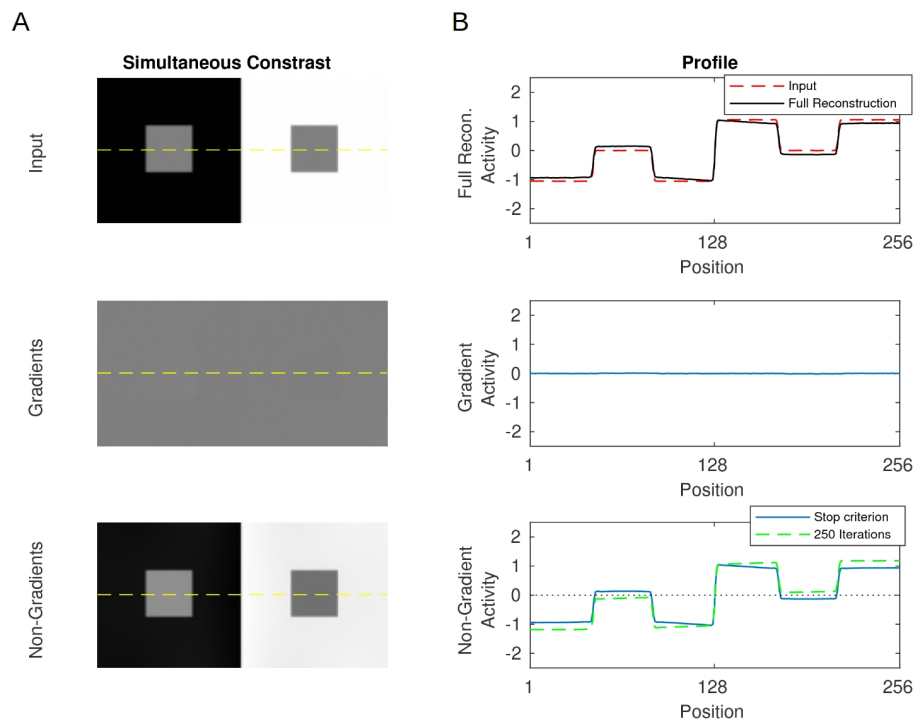 A
B
Simultaneous Constrast
Profile
Input
Full Recon.
Activity
2
1
0
-1
-2
Input
Full Reconstruction
1
128
256
Position
Gradients
Gradient
Activity
2
1
0
-1
-2
1
128
256
Position
Non-Gradients
Non-Gradient
Activity
2
1
0
-1
-2
Stop criterion
250 Iterations
1
128
256
Position